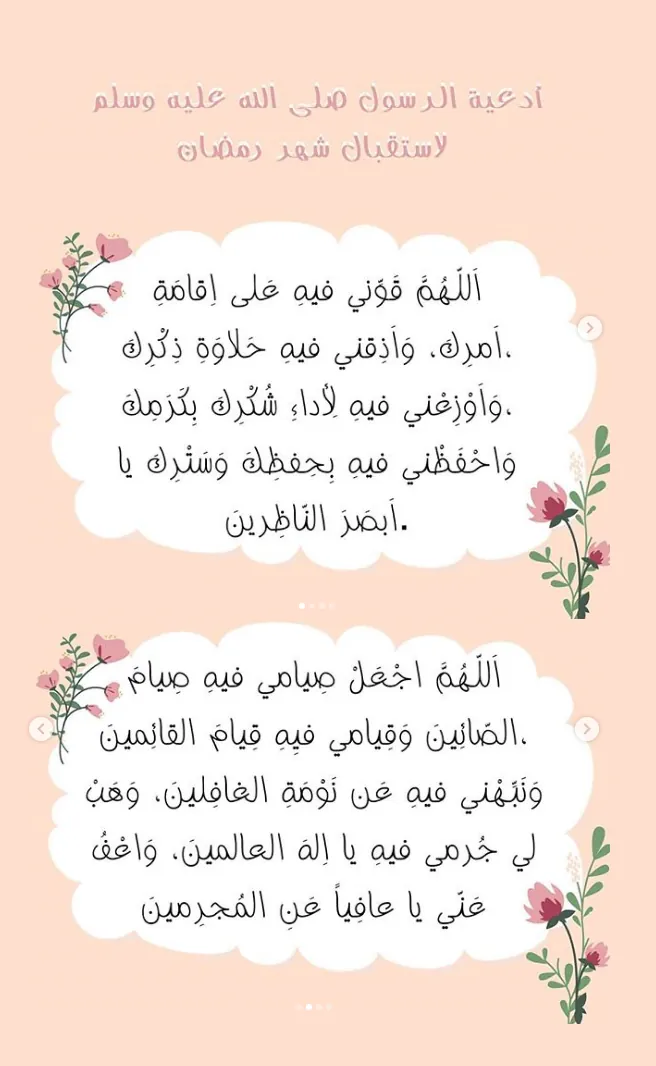 أدعية الرسول صلى الله عليه وسلم
لاستقبال شهر رمضان
اَللّهُمَّ قَوّني فيهِ عَلى اِقامَةِ
اَمرِكَ، وَاَذِقني فيهِ حَلاوَةِ ذِكْرِكَ،
وَاَوْزِعْني فيهِ لِأداءِ شُكْرِكَ بِكَرَمِكَ،
وَاحْفَظْني فيهِ بِحِفظِكَ وَسَتْرِكَ يا
اَبصَرَ النّاظِرينَ.
اَللّهُمَّ اجْعَلْ صِيامي فيهِ صِيامَ
الصّائِينَ وَقِيامي فيِهِ قِيامَ القائِمينَ،
وَنَبِّهْني فيهِ عَن نَوْمَةِ الغافِلينَ، وَهَبْ
لي جُرمي فيهِ يا اِلهَ العالمينَ، وَاعْفُ
عَنّي يا عافِياً عَنِ المُجرِمينَ